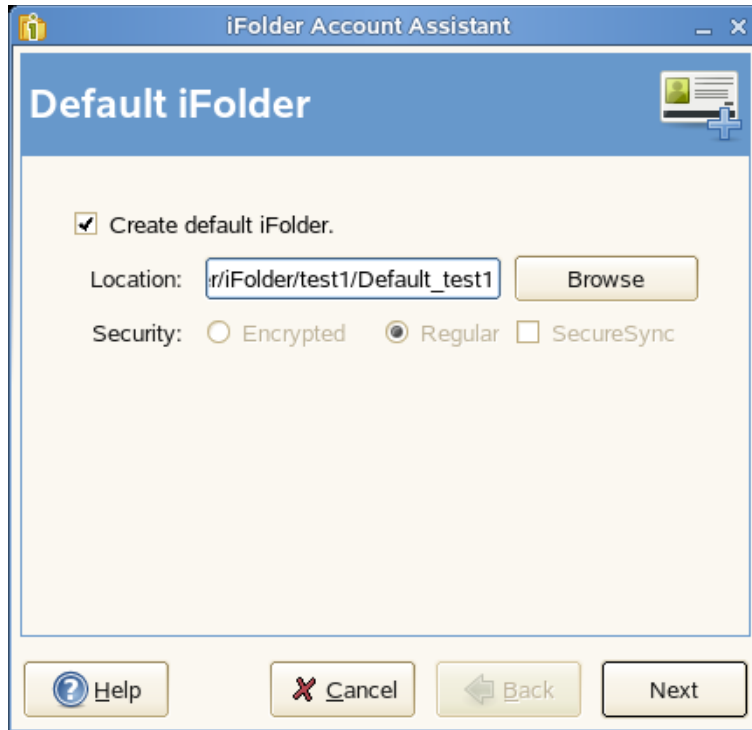 iFolder Account Assistant
Default iFolder
Create default iFolder.
Location: r/iFolder/test1/Default_test1 Browse
Security: Encrypted Regular SecureSync
Help Cancel Back Next